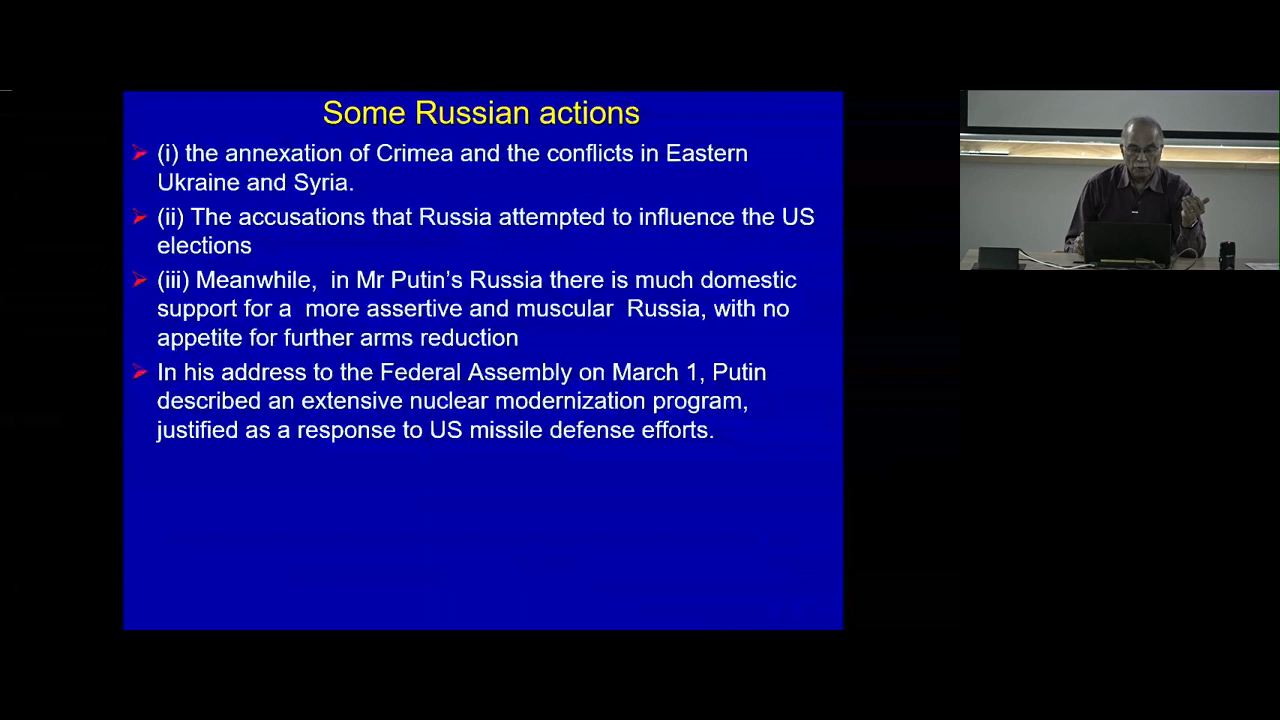 Some Russian actions
(i) the annexation of Crimea and the conflicts in Eastern
Ukraine and Syria.
(ii) The accusations that Russia attempted to influence the US
elections
(iii) Meanwhile,  in Mr Putin’s Russia there is much domestic
support for a  more assertive and muscular  Russia, with no
appetite for further arms reduction
In his address to the Federal Assembly on March 1, Putin
described an extensive nuclear modernization program,
justified as a response to US missile defense efforts.